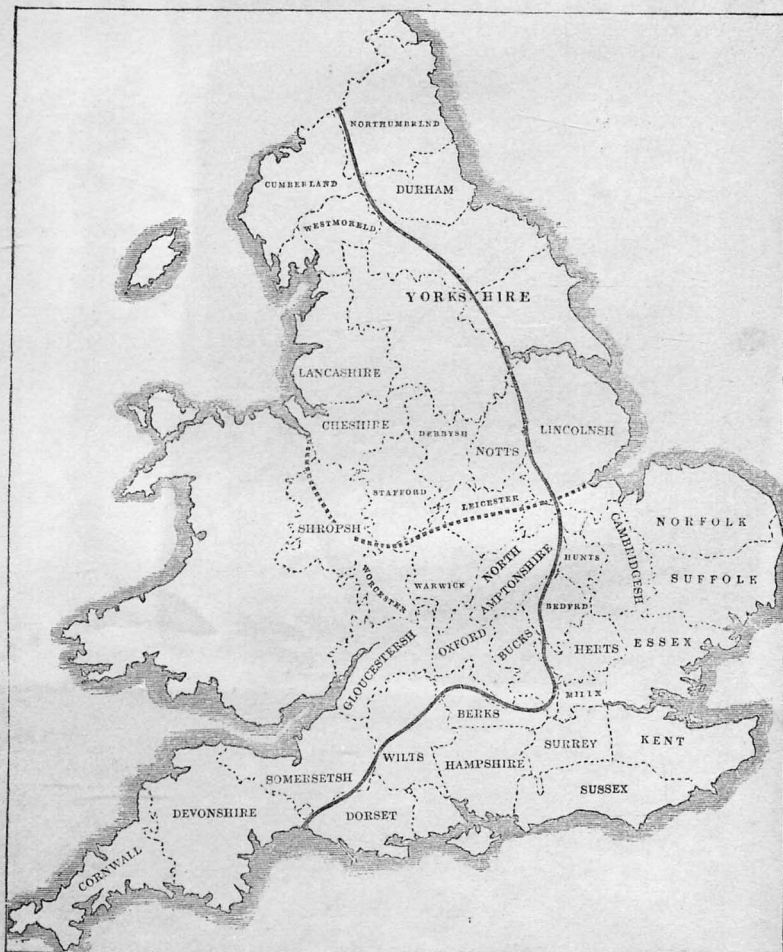 NORTHUMBRLND
CUMBERLAND
DURHAM
WESTMORELD
YORKSHIRE
LANCASHIRE
CHESHIRE
DERBYSH
NOTTS
LINCOLNSH
STAFFORD
LEICESTER
SHROPSH
NORFOLK
CAMBRIDGESH
HUNTS
NORTH
AMPTONSHIRE
SUFFOLK
WORCESTER
WARWICK
BEDFRD
OXFORD
BUCKS
HERTS
ESSEX
GLOUCESTERSH
MIDLX
BERKS
SURREY
KENT
WILTS
HAMPSHIRE
SOMERSETSH
SUSSEX
DEVONSHIRE
DORSET
CORNWALL